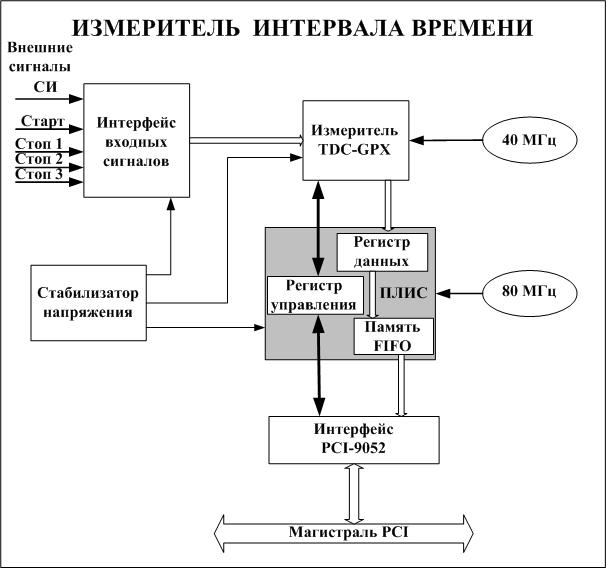 ИЗМЕРИТЕЛЬ ИНТЕРВАЛА ВРЕМЕНИ
Внешние
сигналы
СИ
Старт
Стоп 1
Стоп 2
Стоп 3
Интерфейс
входных
сигналов
Измеритель
TDC-GPX
40 МГц
Регистр
данных
Регистр
управления
ПЛИС
80 МГц
Память
FIFO
Стабилизатор
напряжения
Интерфейс
PCI-9052
Магистраль PCI